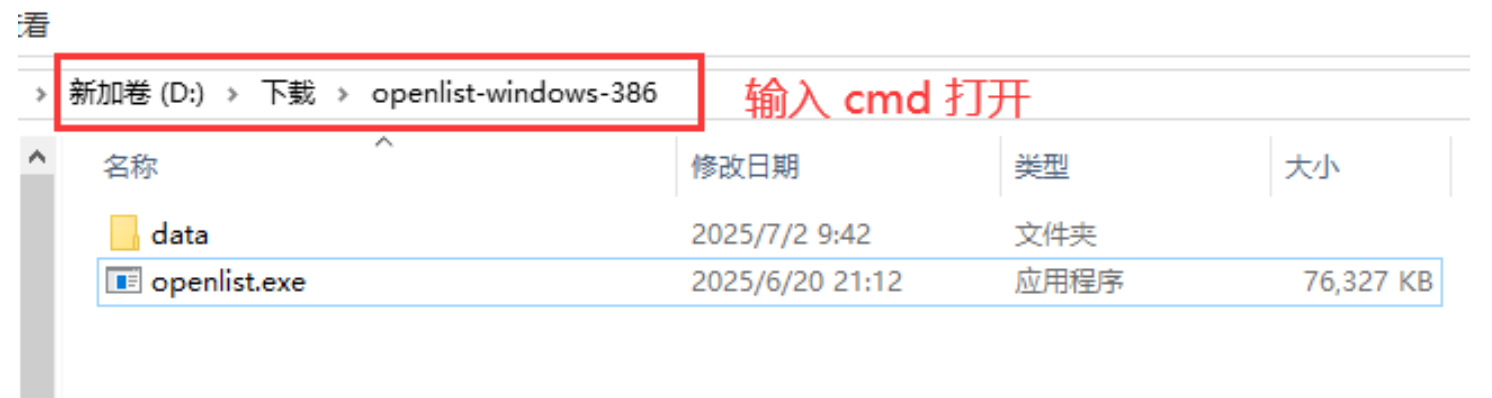 看
新加卷 (D:) › 下载 › openlist-windows-386 输入 cmd 打开
名称 修改日期 类型 大小
data 2025/7/2 9:42 文件夹
openlist.exe 2025/6/20 21:12 应用程序 76,327 KB